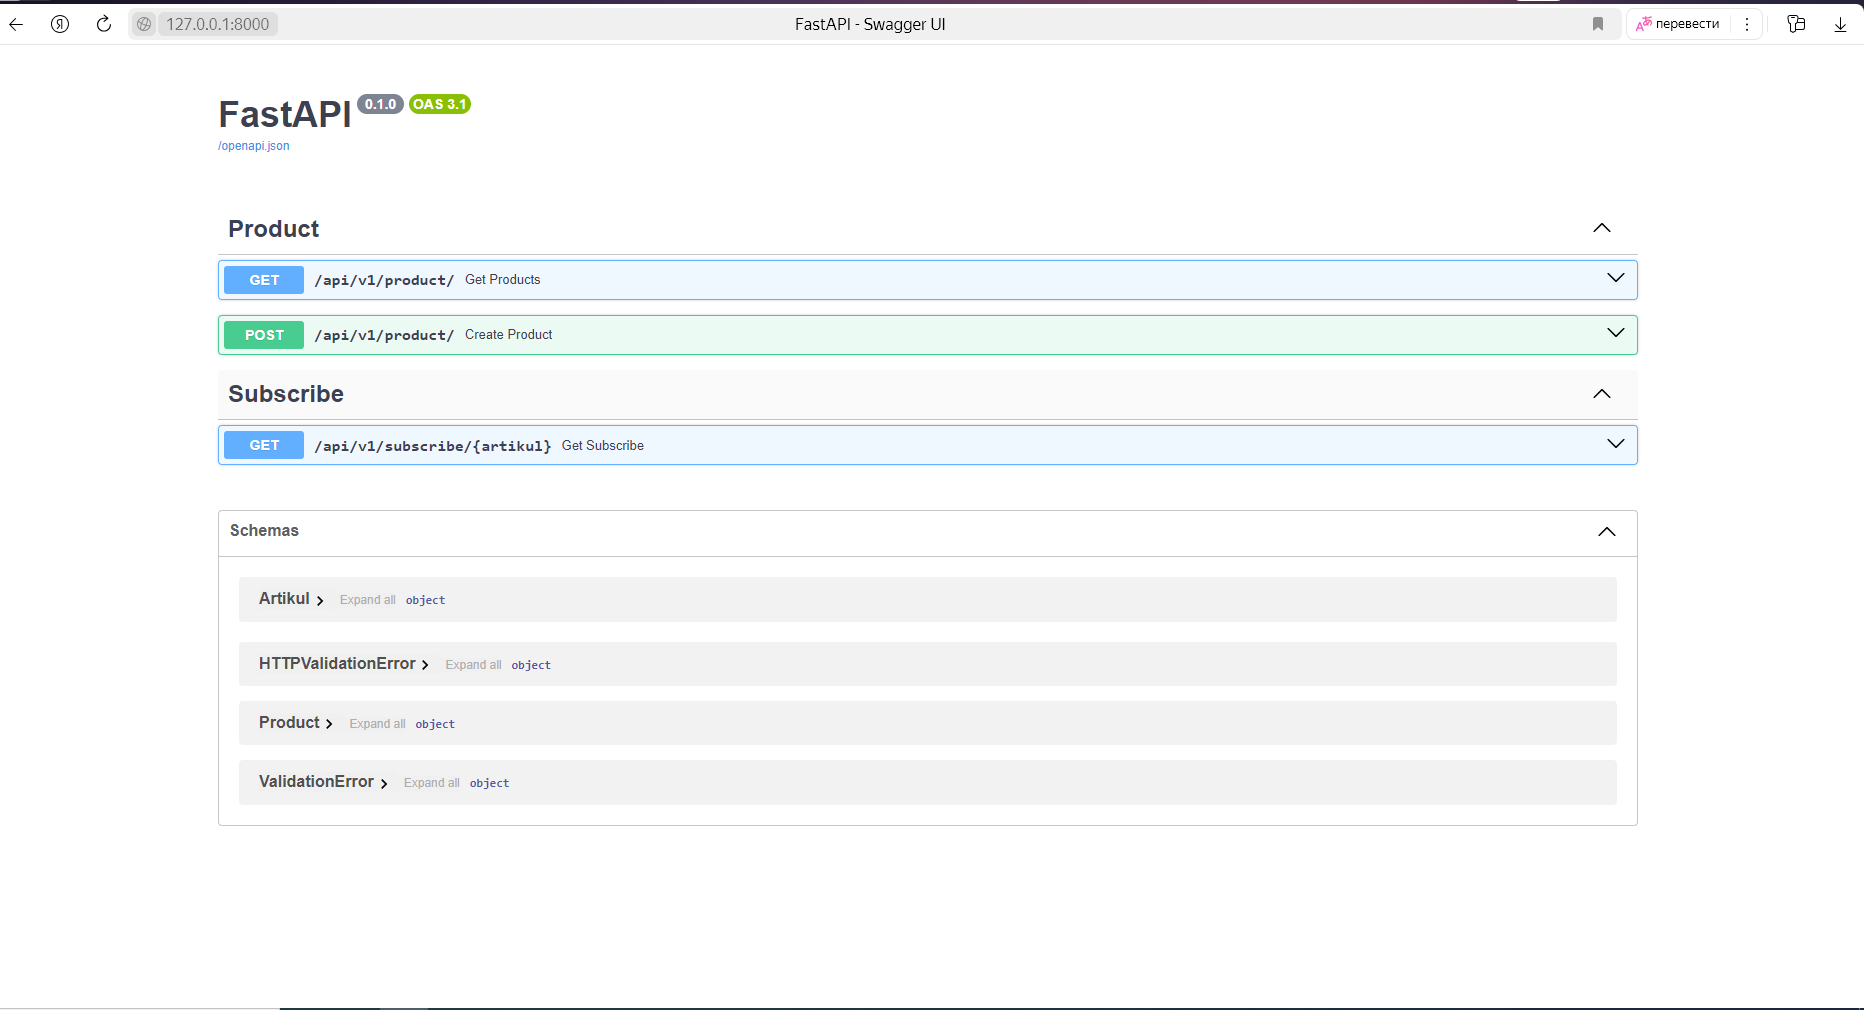 Я 127.0.0.1:8000 FastAPI - Swagger UI перевести
FastAPI 0.1.0 OAS 3.1
/openapi.json
Product
GET /api/v1/product/ Get Products
POST /api/v1/product/ Create Product
Subscribe
GET /api/v1/subscribe/{artikul} Get Subscribe
Schemas
Artikul Expand all object
HTTPValidationError Expand all object
Product Expand all object
ValidationError Expand all object